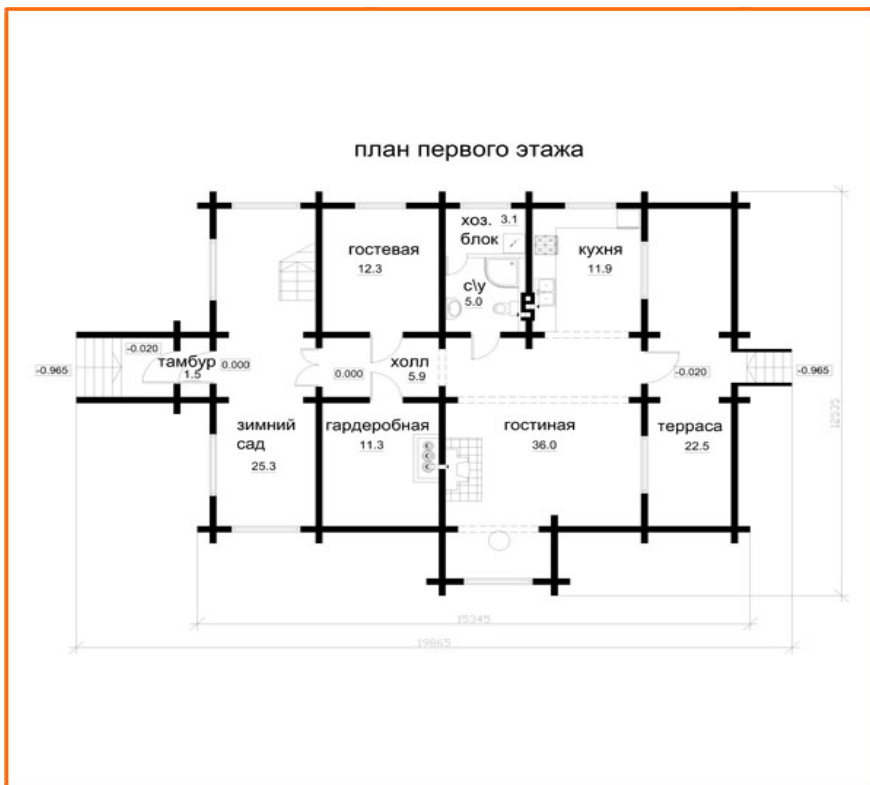 план первого этажа
хоз. 3.1
блок
гостевая
12.3
кухня
11.9
с\у
5.0
-0.020
тамбур
1.5
0.000
-0.965
0.000
холл
5.9
-0.020
-0.965
зимний
сад
25.3
гардеробная
11.3
гостиная
36.0
терраса
22.5
12535
15345
19865